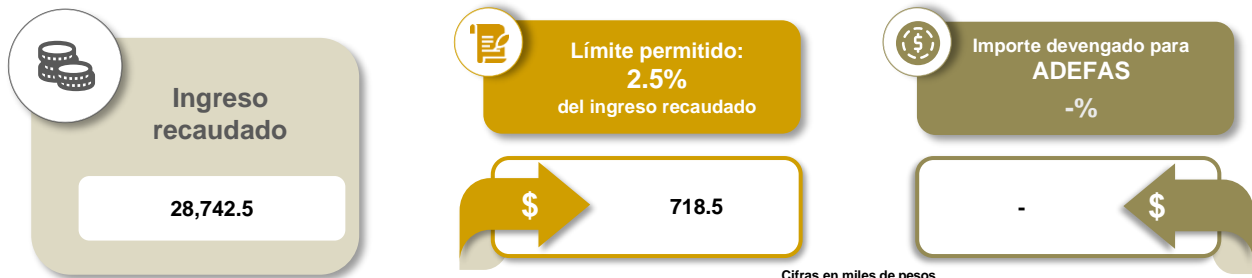 Ingreso
recaudado
28,742.5
Límite permitido:
2.5%
del ingreso recaudado
$
718.5
Importe devengado para
ADEFAS
-%
-
$
Cifras en miles de pesos